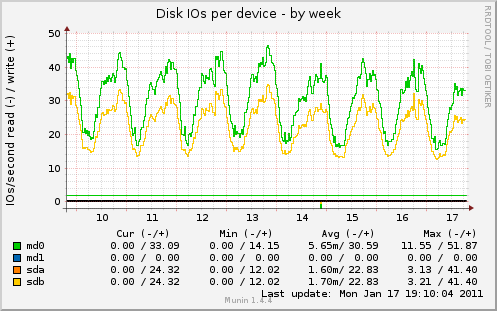 Disk IOs per device - by week
RRDTOOL / TOBI OETIKER
IOs/second read (-) / write (+)
50
40
30
20
10
0
10 11 12 13 14 15 16 17
Cur (-/+) Min (-/+) Avg (-/+) Max (-/+)
md0 0.00 / 33.09 0.00 / 14.15 5.65m/ 30.59 11.55 / 51.87
md1 0.00 / 0.00 0.00 / 0.00 0.00 / 0.00 0.00 / 0.00
sda 0.00 / 24.32 0.00 / 12.02 1.60m/ 22.83 3.13 / 41.40
sdb 0.00 / 24.32 0.00 / 12.02 1.70m/ 22.83 3.21 / 41.40
Last update: Mon Jan 17 19:10:04 2011
Munin 1.4.4